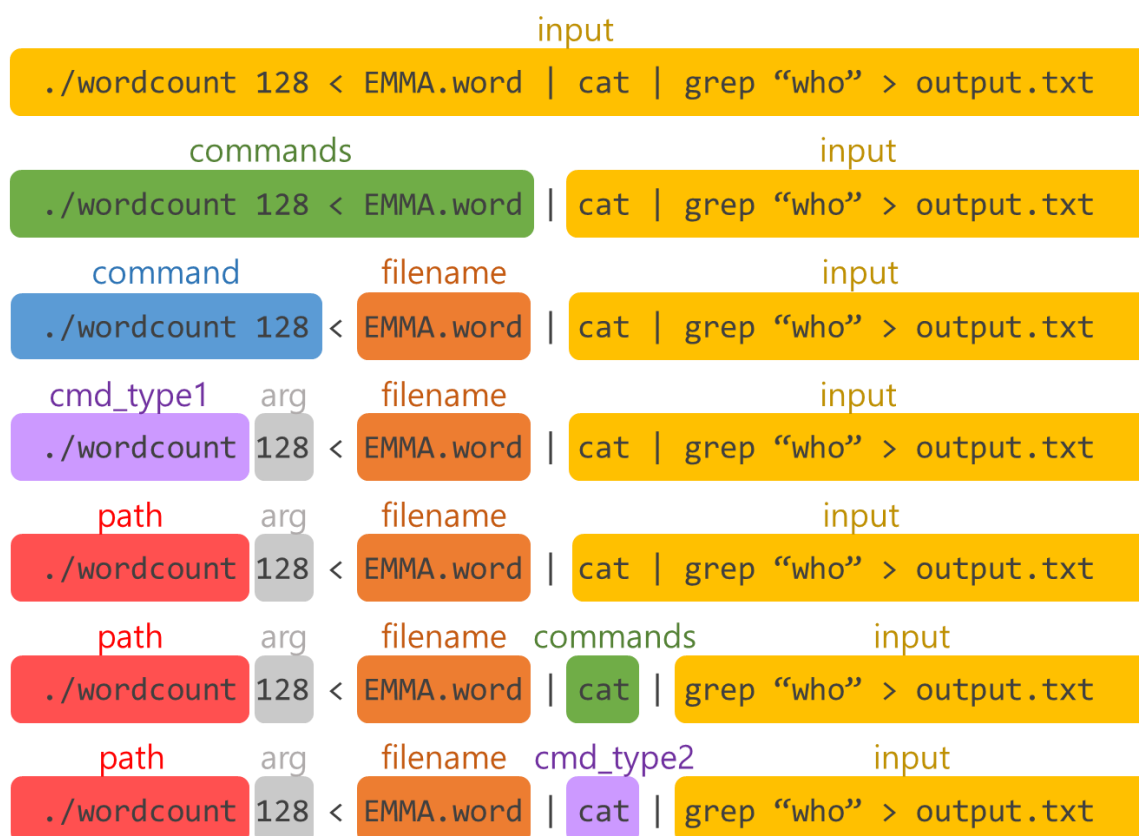 input
./wordcount 128 < EMMA.word | cat | grep “who” > output.txt
commands input
./wordcount 128 < EMMA.word | cat | grep “who” > output.txt
command filename input
./wordcount 128 < EMMA.word | cat | grep “who” > output.txt
cmd_type1 arg filename input
./wordcount 128 < EMMA.word | cat | grep “who” > output.txt
path arg filename input
./wordcount 128 < EMMA.word | cat | grep “who” > output.txt
path arg filename commands input
./wordcount 128 < EMMA.word | cat | grep “who” > output.txt
path arg filename cmd_type2 input
./wordcount 128 < EMMA.word | cat | grep “who” > output.txt